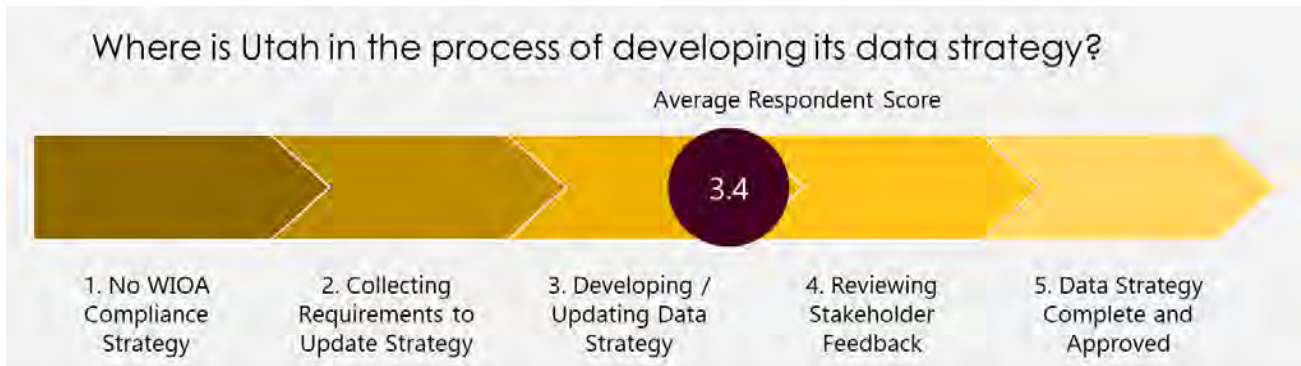 Where is Utah in the process of developing its data strategy?
Average Respondent Score
3.4
1. No WIOA
Compliance
Strategy
2. Collecting
Requirements to
Update Strategy
3. Developing /
Updating Data
Strategy
4. Reviewing
Stakeholder
Feedback
5. Data Strategy
Complete and
Approved